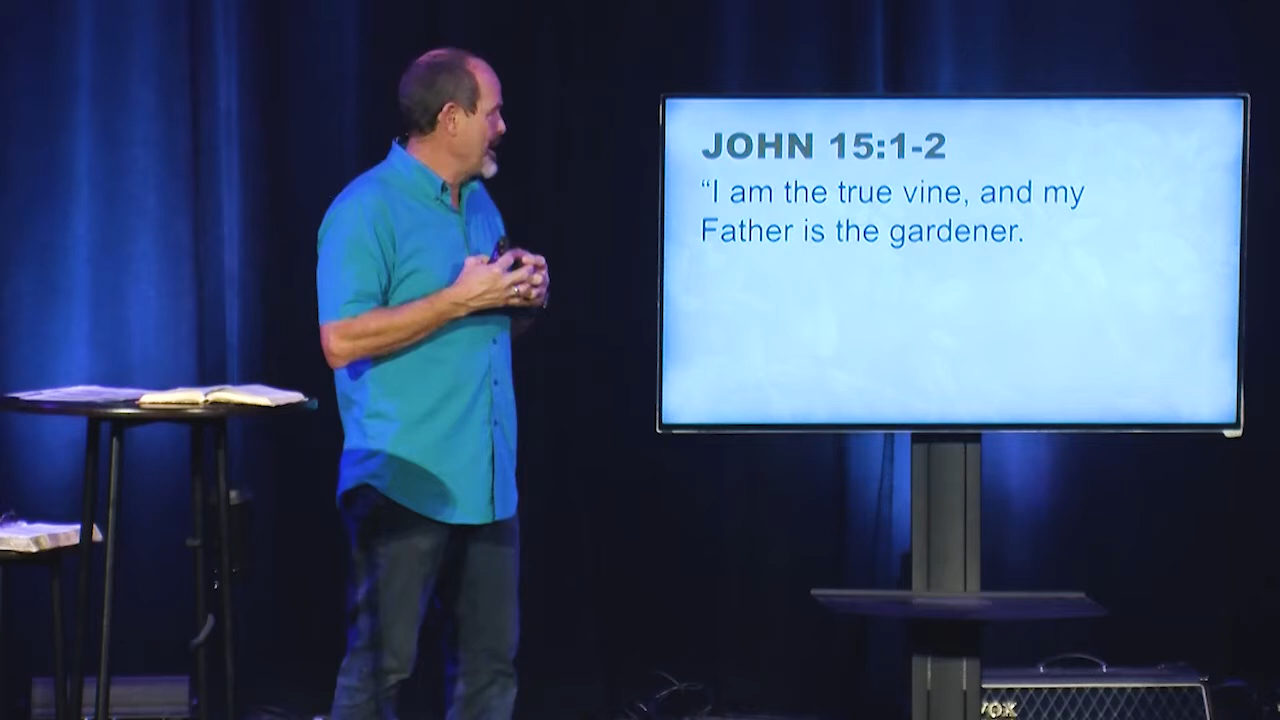 JOHN 15:1-2
“I am the true vine, and my
Father is the gardener.
VOX